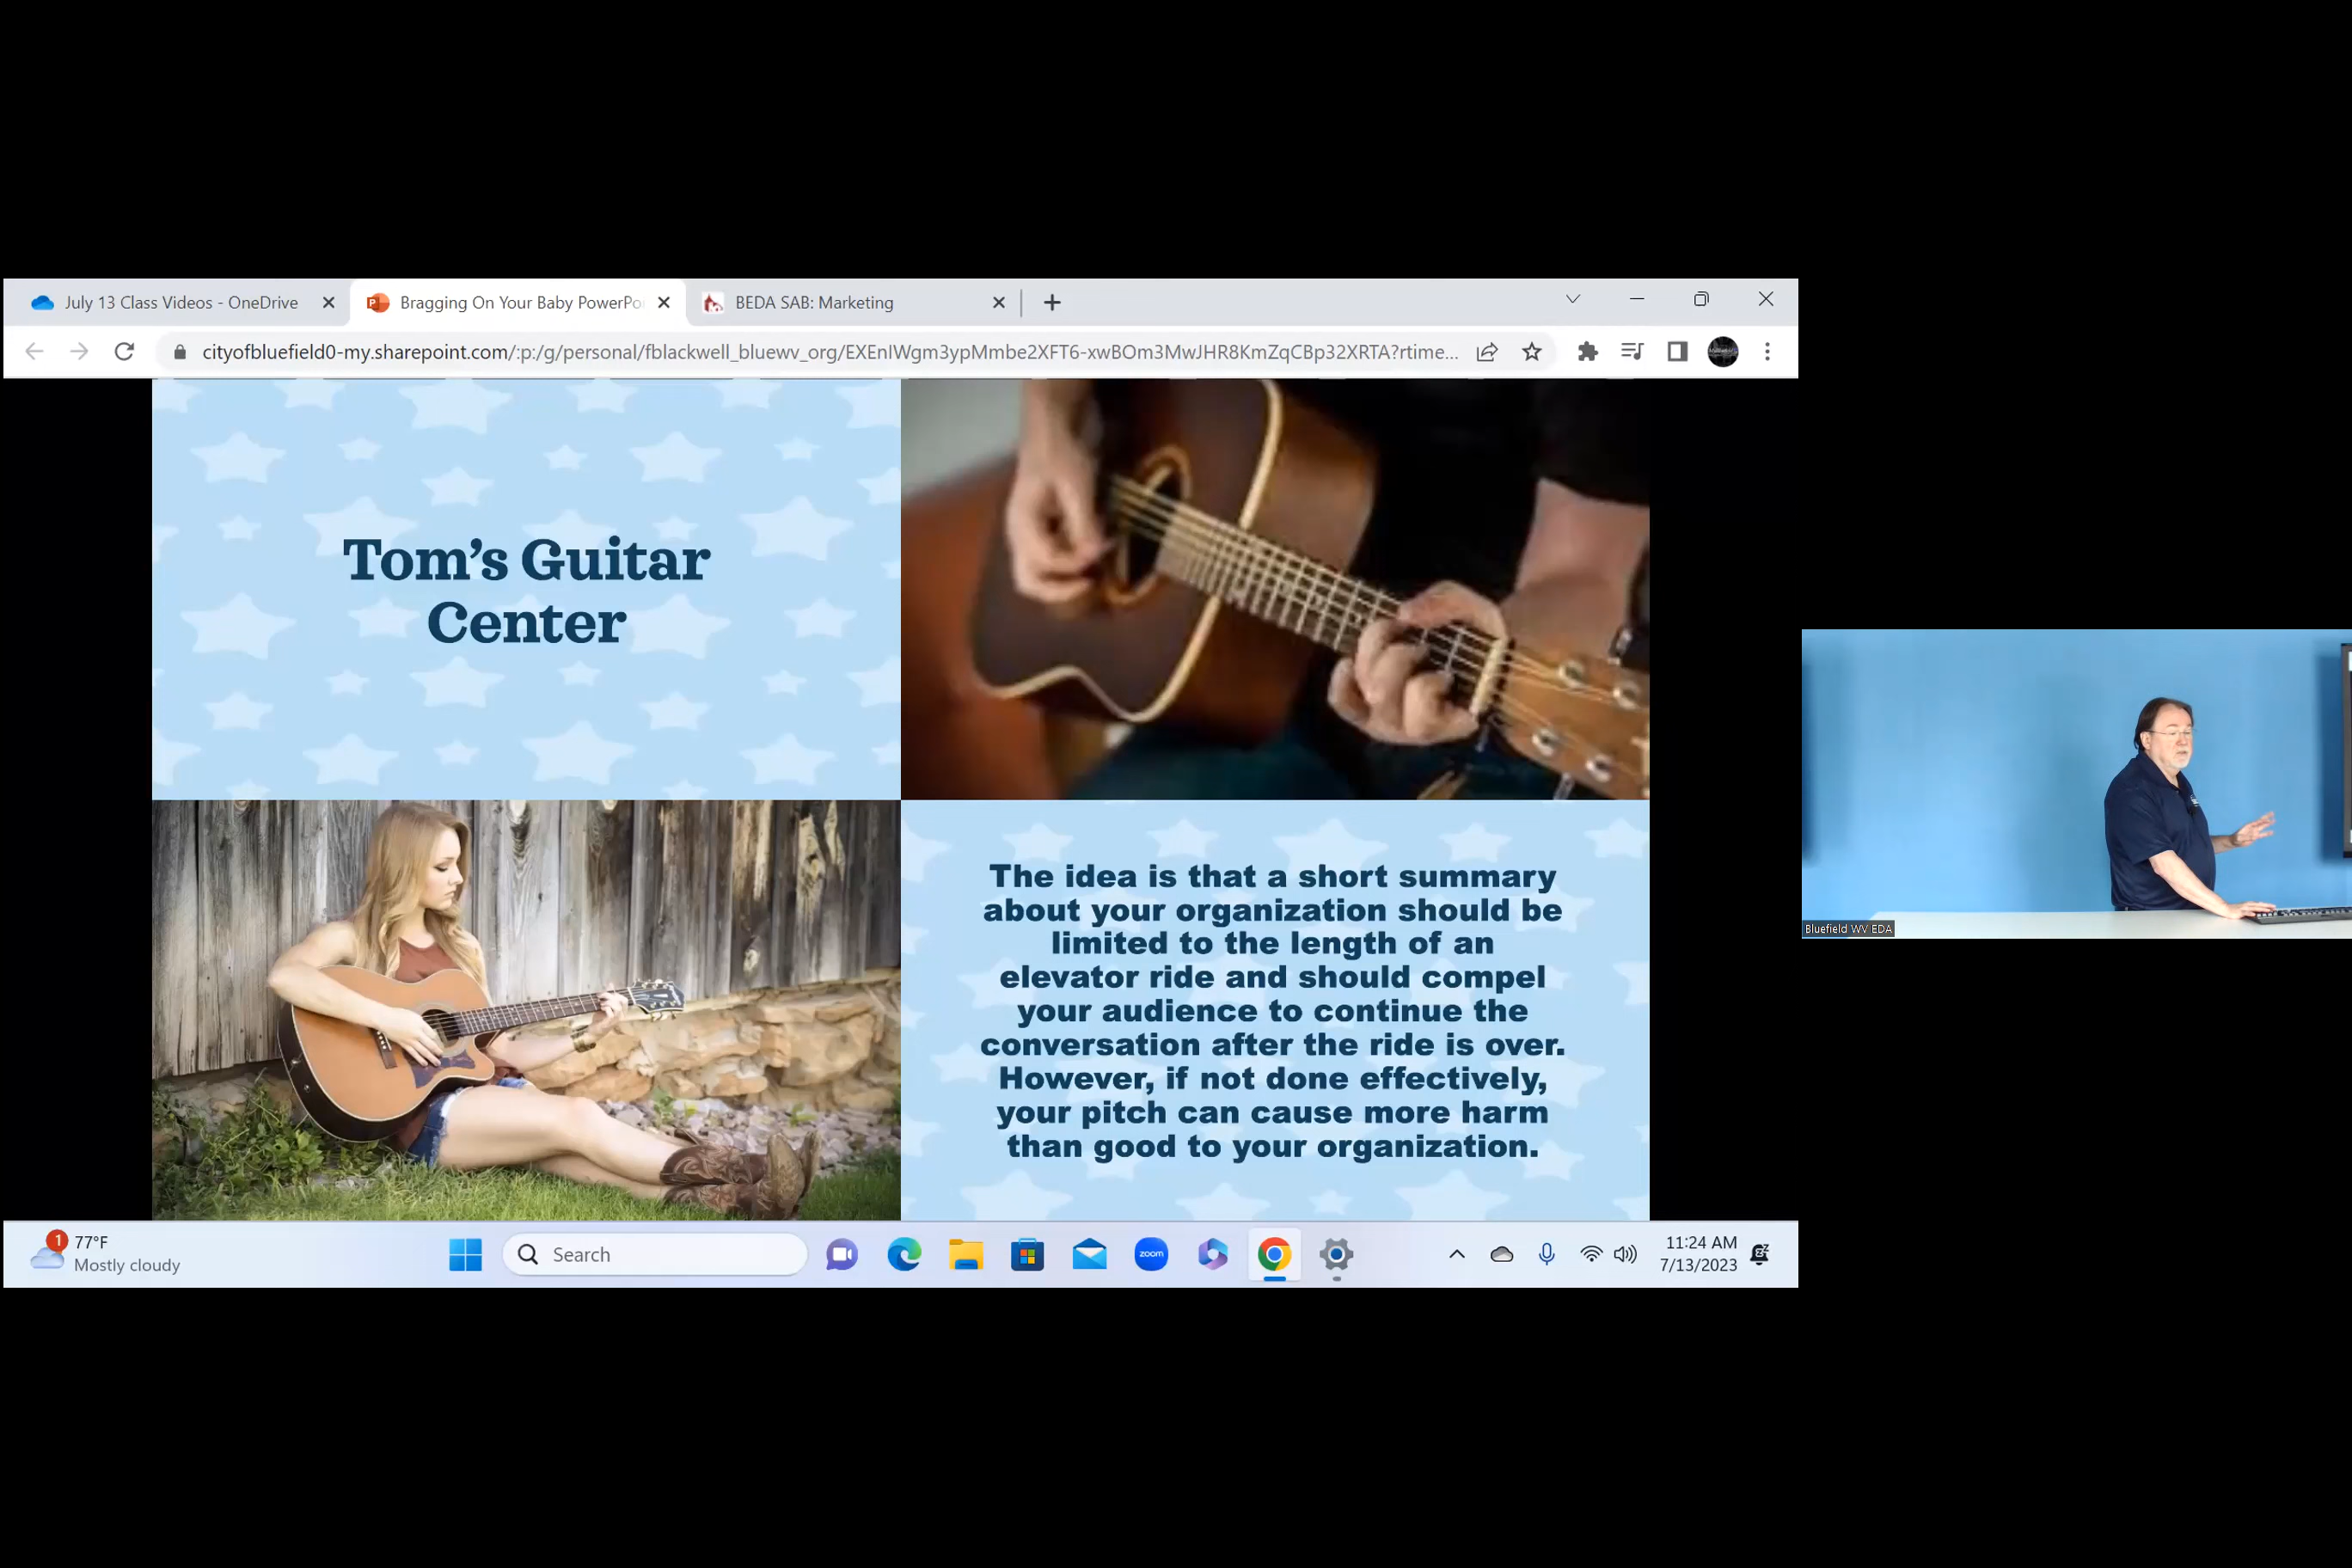 July 13 Class Videos - OneDrive
Bragging On Your Baby PowerPo
BEDA SAB: Marketing
cityofbluefield0-my.sharepoint.com/:p:/g/personal/fblackwell_bluewv_org/EXEnIWgm3ypMmbe2XFT6-xwBOm3MwJHR8KmZqCBp32XRTA?rtime...
Tom's Guitar
Center
The idea is that a short summary
about your organization should be
limited to the length of an
elevator ride and should compel
your audience to continue the
conversation after the ride is over.
However, if not done effectively,
your pitch can cause more harm
than good to your organization.
Bluefield WV EDA
1
77°F
Mostly cloudy
Search
zoom
11:24 AM
7/13/2023